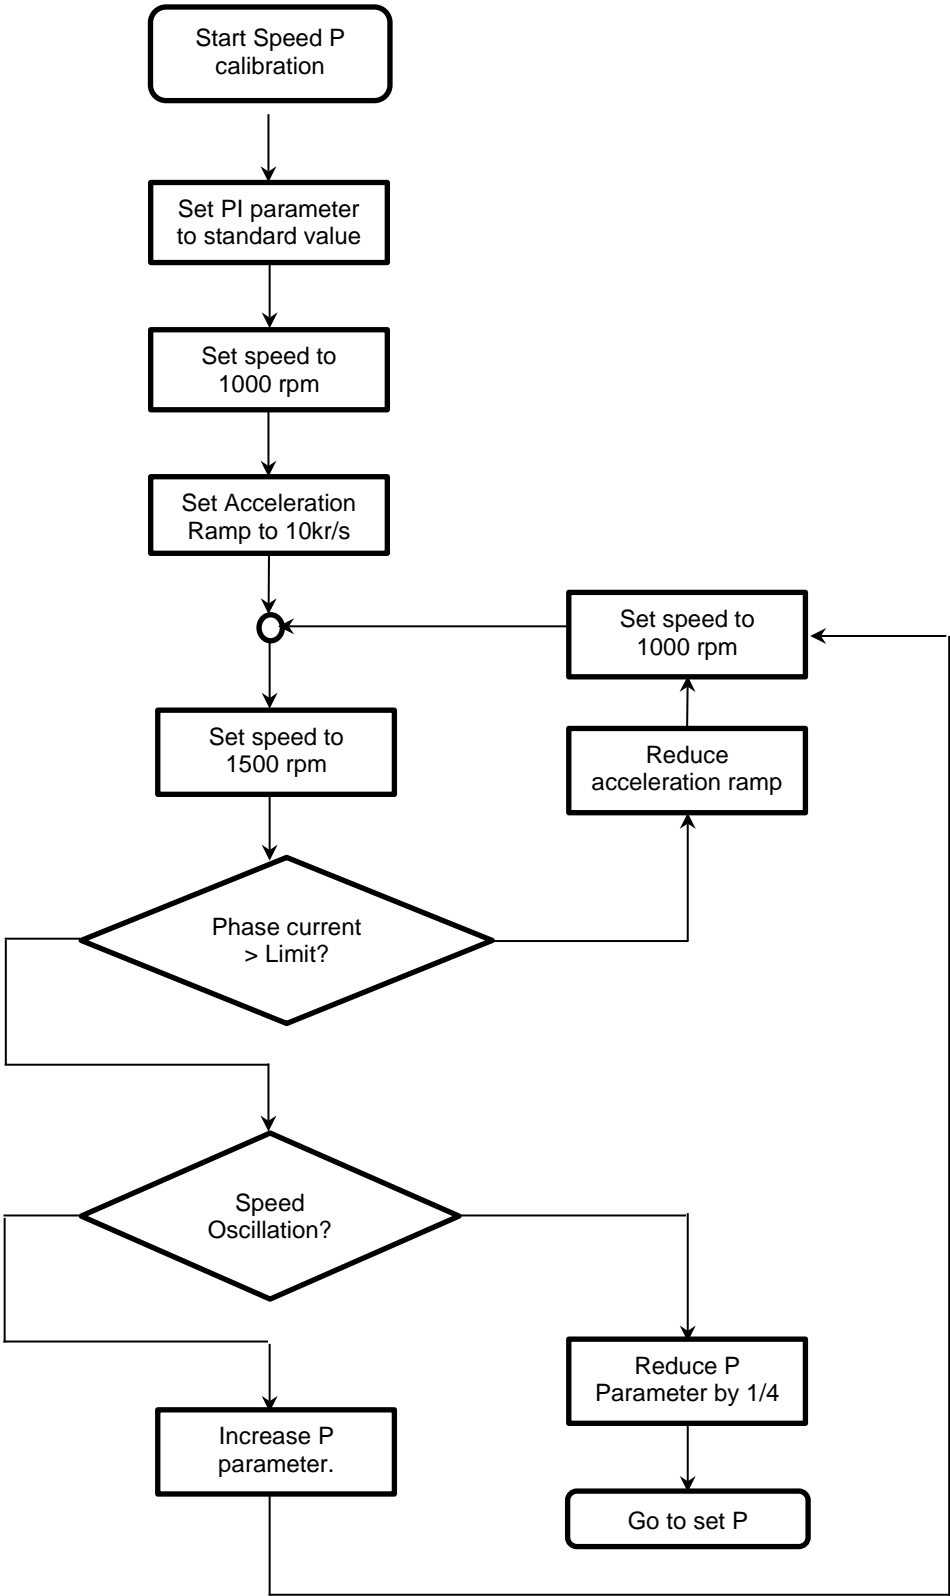 Start Speed P
calibration
Set PI parameter
to standard value
Set speed to
1000 rpm
Set Acceleration
Ramp to 10kr/s
Set speed to
1000 rpm
Set speed to
1500 rpm
Reduce
acceleration ramp
Phase current
> Limit?
Speed
Oscillation?
Reduce P
Parameter by 1/4
Increase P
parameter.
Go to set P